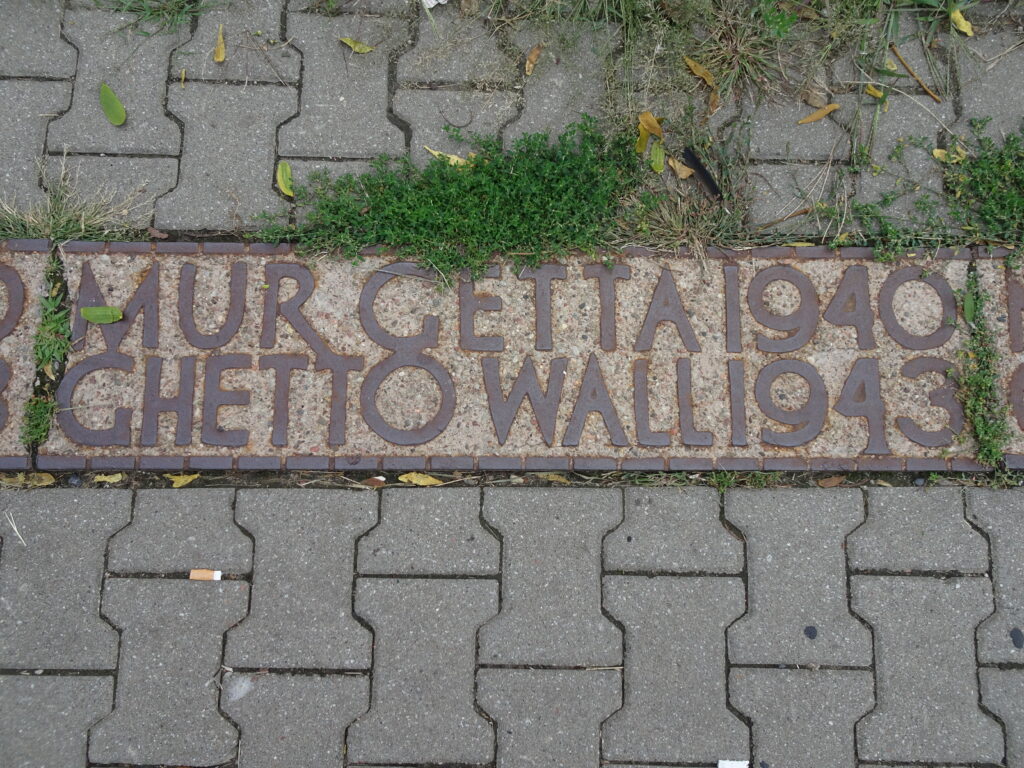 MUR GETTA 1940
GHETTO WALL 1943